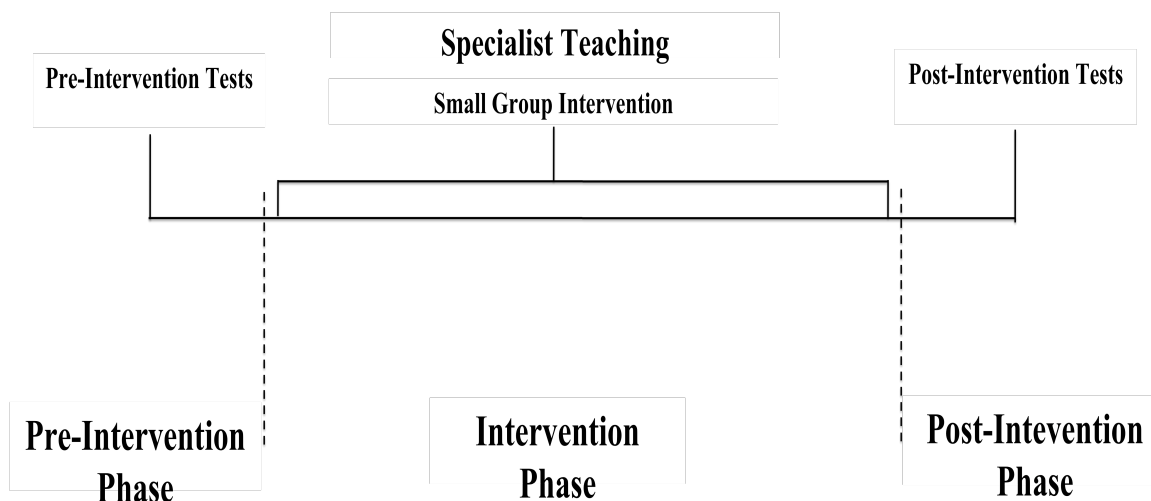 Specialist Teaching
Pre-Intervention Tests
Small Group Intervention
Post-Intervention Tests
Pre-Intervention
Phase
Intervention
Phase
Post-Intevention
Phase